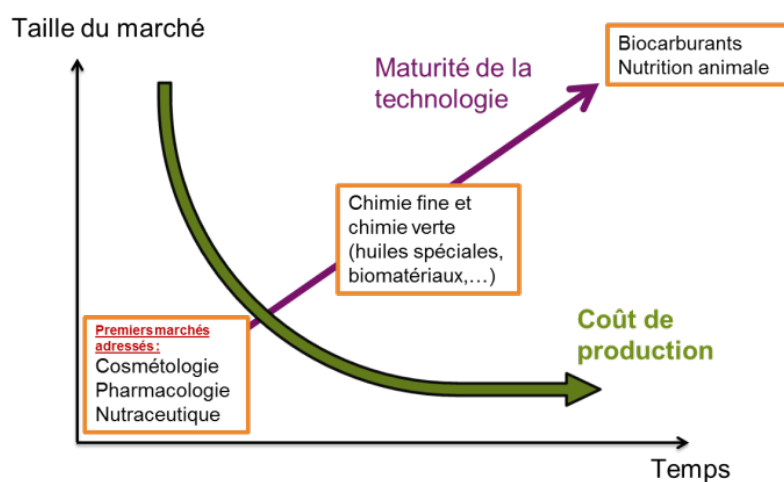 Taille du marché
Biocarburants
Nutrition animale
Maturité de la
technologie
Chimie fine et
chimie verte
(huiles spéciales,
biomatériaux,...)
Premiers marchés
adressés :
Cosmétologie
Pharmacologie
Nutraceutique
Coût de
production
Temps